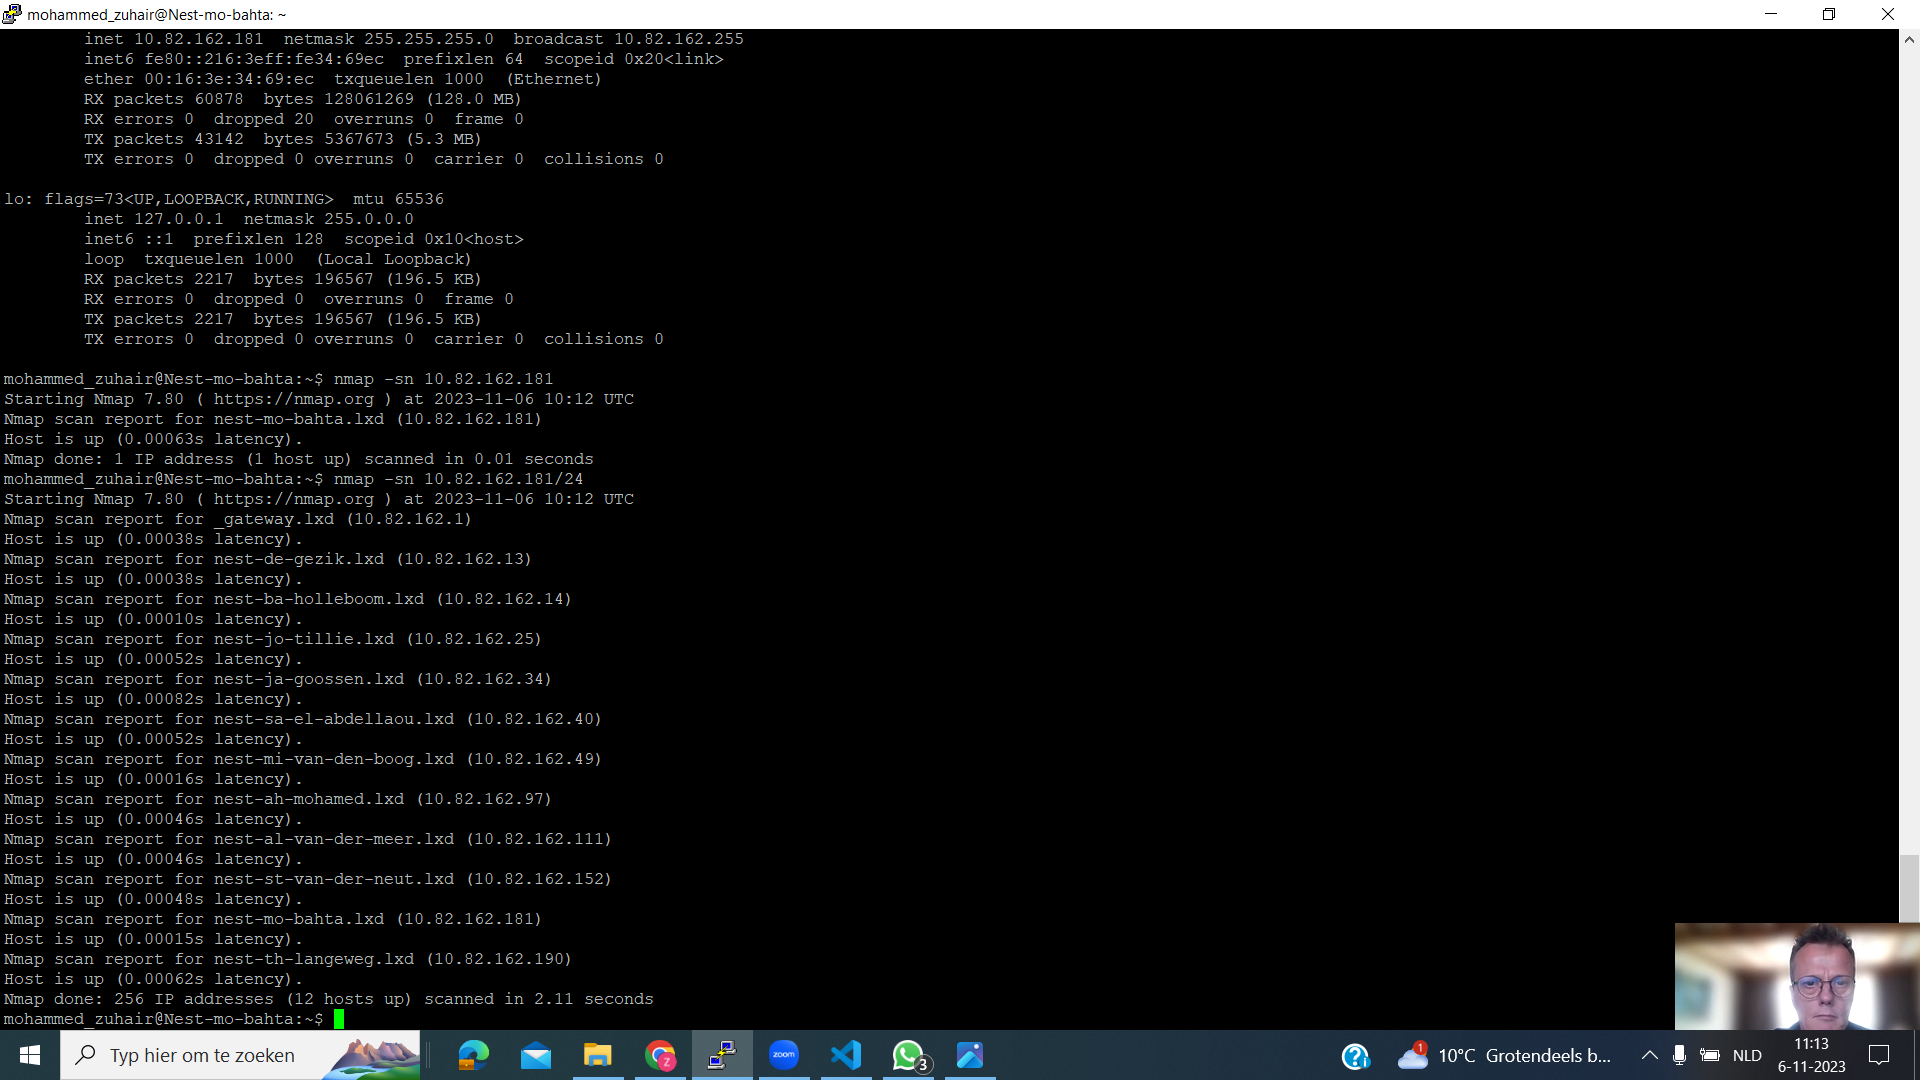 mohammed_zuhair@Nest-mo-bahta: ~
inet 10.82.162.181  netmask 255.255.255.0  broadcast 10.82.162.255
inet6 fe80::216:3eff:fe34:69ec  prefixlen 64  scopeid 0x20<link>
ether 00:16:3e:34:69:ec  txqueuelen 1000  (Ethernet)
RX packets 60878  bytes 128061269 (128.0 MB)
RX errors 0  dropped 20  overruns 0  frame 0
TX packets 43142  bytes 5367673 (5.3 MB)
TX errors 0  dropped 0 overruns 0  carrier 0  collisions 0
lo: flags=73<UP,LOOPBACK,RUNNING>  mtu 65536
inet 127.0.0.1  netmask 255.0.0.0
inet6 ::1  prefixlen 128  scopeid 0x10<host>
loop  txqueuelen 1000  (Local Loopback)
RX packets 2217  bytes 196567 (196.5 KB)
RX errors 0  dropped 0  overruns 0  frame 0
TX packets 2217  bytes 196567 (196.5 KB)
TX errors 0  dropped 0 overruns 0  carrier 0  collisions 0
mohammed_zuhair@Nest-mo-bahta:~$ nmap -sn 10.82.162.181
Starting Nmap 7.80 ( https://nmap.org ) at 2023-11-06 10:12 UTC
Nmap scan report for nest-mo-bahta.lxd (10.82.162.181)
Host is up (0.00063s latency).
Nmap done: 1 IP address (1 host up) scanned in 0.01 seconds
mohammed_zuhair@Nest-mo-bahta:~$ nmap -sn 10.82.162.181/24
Starting Nmap 7.80 ( https://nmap.org ) at 2023-11-06 10:12 UTC
Nmap scan report for _gateway.lxd (10.82.162.1)
Host is up (0.00038s latency).
Nmap scan report for nest-de-gezik.lxd (10.82.162.13)
Host is up (0.00038s latency).
Nmap scan report for nest-ba-holleboom.lxd (10.82.162.14)
Host is up (0.00010s latency).
Nmap scan report for nest-jo-tillie.lxd (10.82.162.25)
Host is up (0.00052s latency).
Nmap scan report for nest-ja-goossen.lxd (10.82.162.34)
Host is up (0.00082s latency).
Nmap scan report for nest-sa-el-abdellaou.lxd (10.82.162.40)
Host is up (0.00052s latency).
Nmap scan report for nest-mi-van-den-boog.lxd (10.82.162.49)
Host is up (0.00016s latency).
Nmap scan report for nest-ah-mohamed.lxd (10.82.162.97)
Host is up (0.00046s latency).
Nmap scan report for nest-al-van-der-meer.lxd (10.82.162.111)
Host is up (0.00046s latency).
Nmap scan report for nest-st-van-der-neut.lxd (10.82.162.152)
Host is up (0.00048s latency).
Nmap scan report for nest-mo-bahta.lxd (10.82.162.181)
Host is up (0.00015s latency).
Nmap scan report for nest-th-langeweg.lxd (10.82.162.190)
Host is up (0.00062s latency).
Nmap done: 256 IP addresses (12 hosts up) scanned in 2.11 seconds
mohammed_zuhair@Nest-mo-bahta:~$
Typ hier om te zoeken
Z
zoom
3
1
10°C  Grotendeels b...
NLD
11:13
6-11-2023